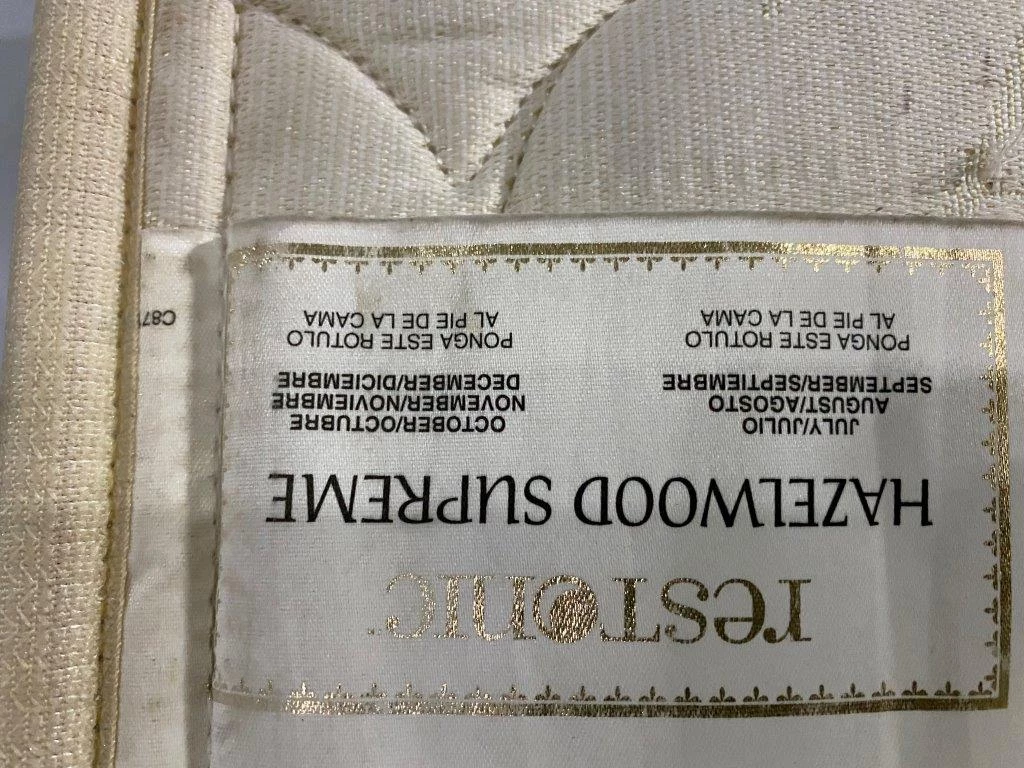 resTonic
HAZELWOOD SUPREME
JULY/JULIO
AUGUST/AGOSTO
SEPTEMBER/SEPTIEMBRE
PONGA ESTE ROTULO
AL PIE DE LA CAMA
OCTOBER/OCTUBRE
NOVEMBER/NOVIEMBRE
DECEMBER/DICIEMBRE
PONGA ESTE ROTULO
AL PIE DE LA CAMA